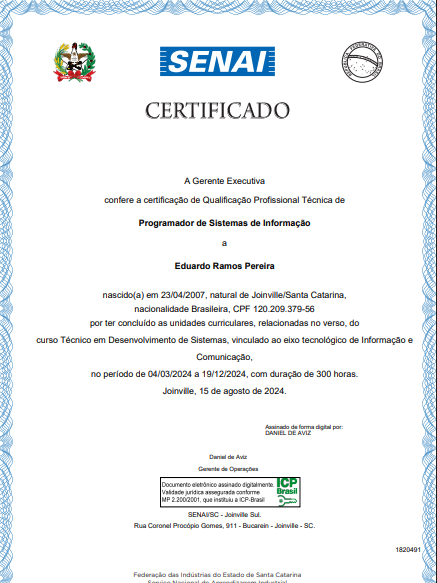 SENAI
CERTIFICADO
A Gerente Executiva
confere a certificação de Qualificação Profissional Técnica de
Programador de Sistemas de Informação
a
Eduardo Ramos Pereira
nascido(a) em 23/04/2007, natural de Joinville/Santa Catarina,
nacionalidade Brasileira, CPF 120.209.379-56
por ter concluído as unidades curriculares, relacionadas no verso, do
curso Técnico em Desenvolvimento de Sistemas, vinculado ao eixo tecnológico de Informação e
Comunicação,
no período de 04/03/2024 a 19/12/2024, com duração de 300 horas.
Joinville, 15 de agosto de 2024.
Assinado de forma digital por:
DANIEL DE AVIZ
Daniel de Aviz
Gerente de Operações
Documento eletrônico assinado digitalmente.
Validade jurídica assegurada conforme
MP 2.200/2001, que instituiu a ICP-Brasil
ICP
Brasil
SENAI/SC - Joinville Sul.
Rua Coronel Procópio Gomes, 911 - Bucarein - Joinville - SC.
1820491
Federação das Indústrias do Estado de Santa Catarina
Serviço Nacional de Aprendizagem Industrial